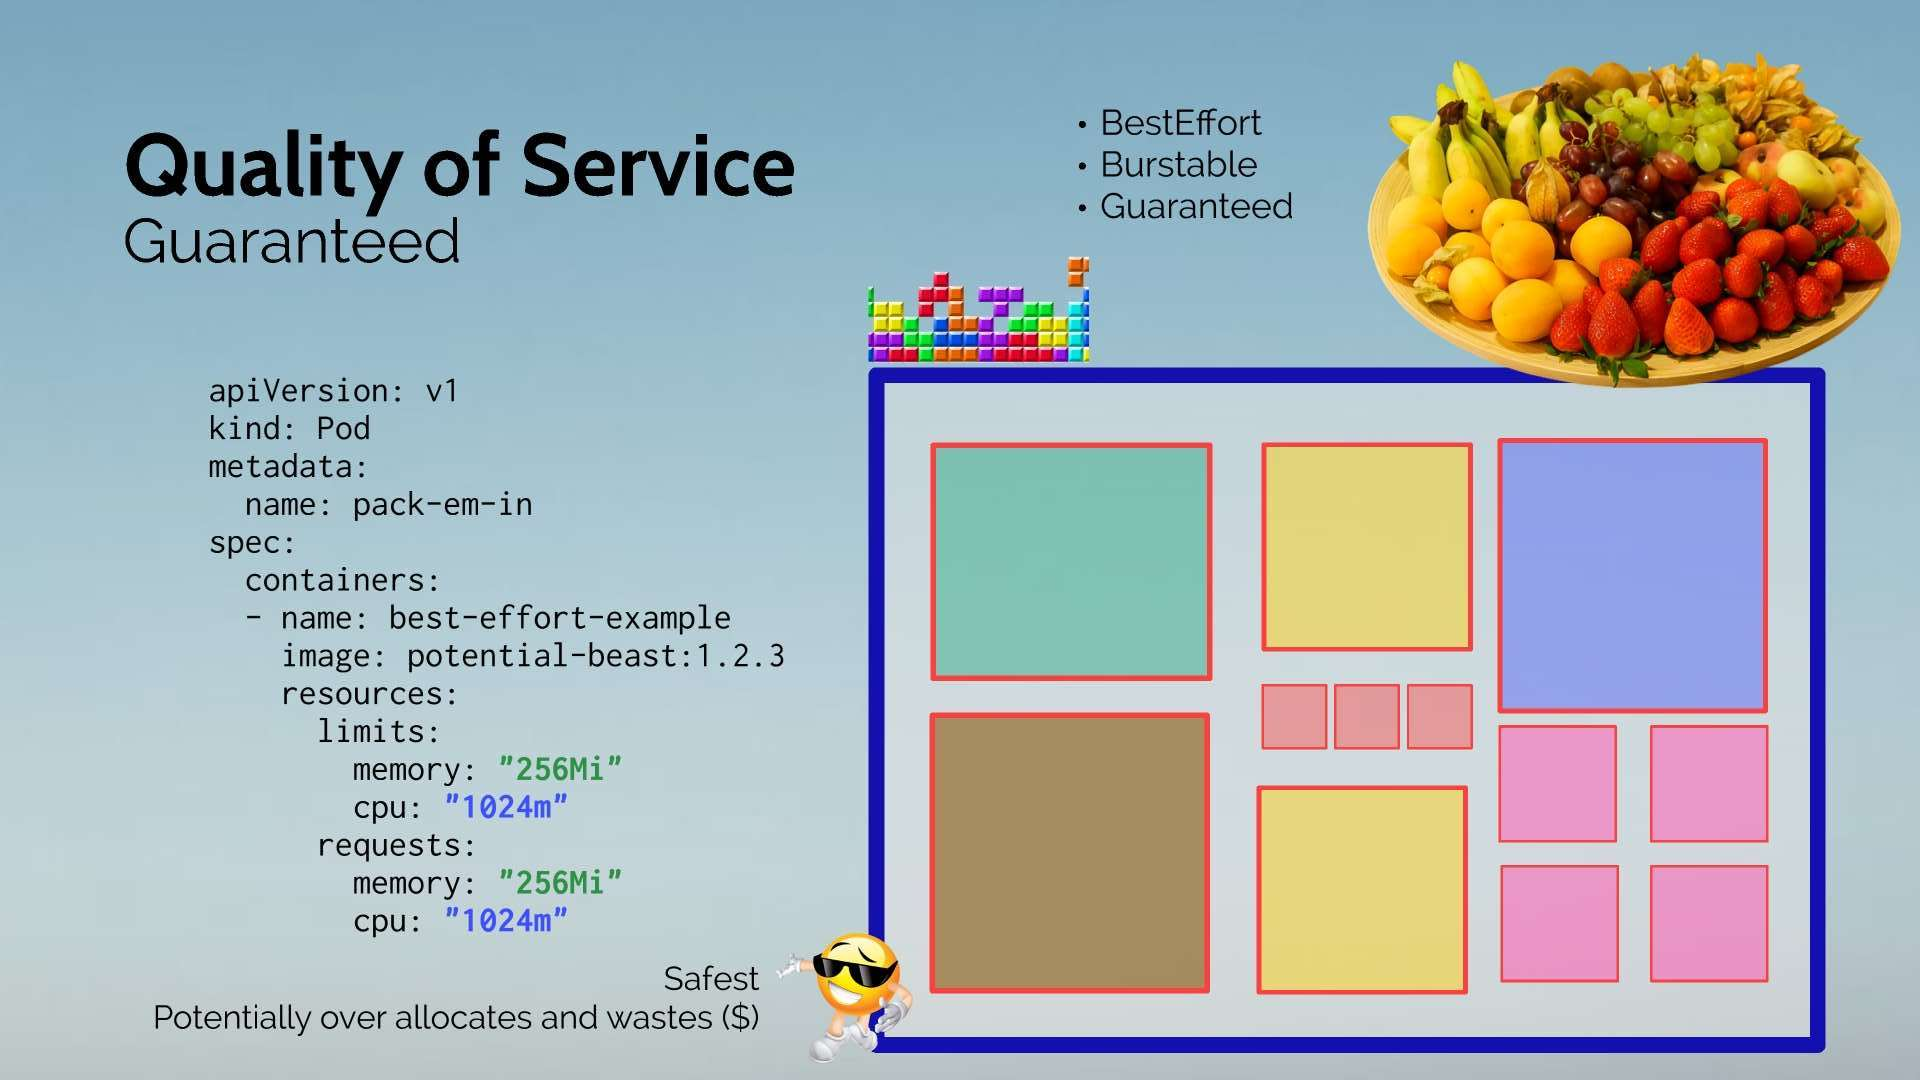 Quality of Service
Guaranteed
• BestEffort
• Burstable
• Guaranteed
apiVersion: v1
kind: Pod
metadata:
  name: pack-em-in
spec:
  containers:
  - name: best-effort-example
    image: potential-beast:1.2.3
    resources:
      limits:
        memory: "256Mi"
        cpu: "1024m"
      requests:
        memory: "256Mi"
        cpu: "1024m"
Safest
Potentially over allocates and wastes ($)